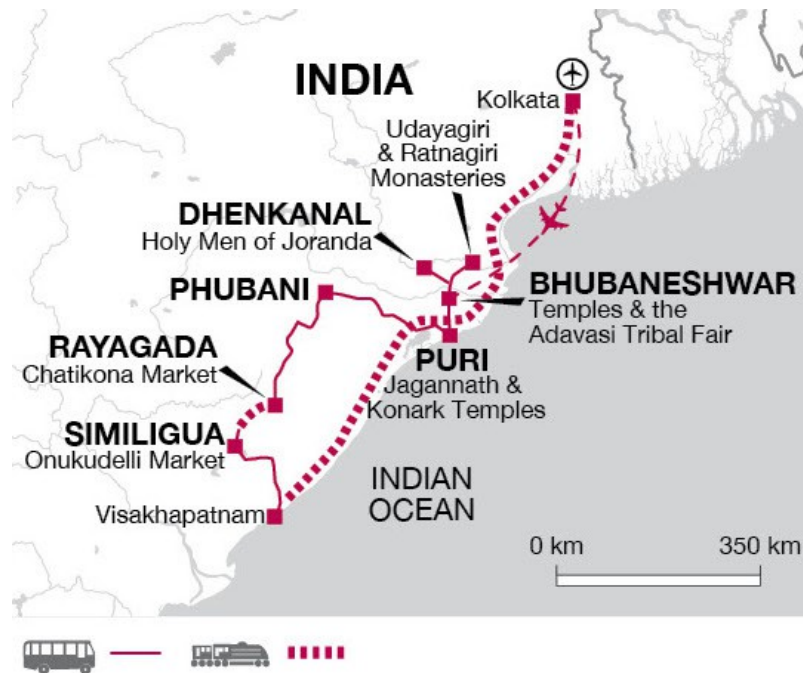 INDIA
Kolkata
Udayagiri
& Ratnagiri
Monasteries
DHENKANAL
Holy Men of Joranda
PHUBANI
BHUBANESHWAR
Temples & the
Adavasi Tribal Fair
RAYAGADA
Chatikona Market
PURI
Jagannath &
Konark Temples
SIMILIGUA
Onukudelli Market
INDIAN
OCEAN
Visakhapatnam
0 km 350 km